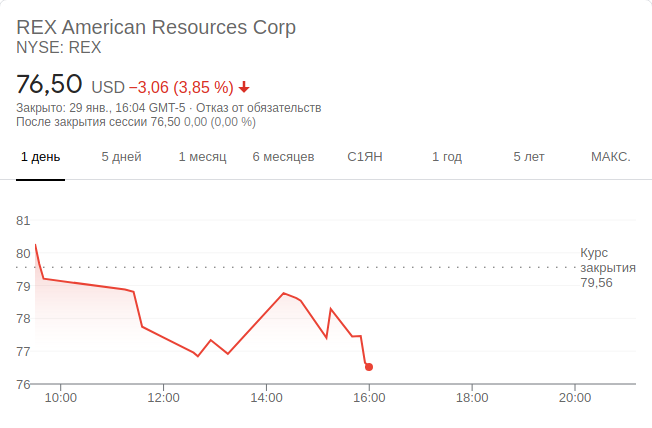 REX American Resources Corp
NYSE: REX
76,50 USD −3,06 (3,85 %)
Закрыто: 29 янв., 16:04 GMT-5 · Отказ от обязательств
После закрытия сессии 76,50 0,00 (0,00 %)
1 день 5 дней 1 месяц 6 месяцев С1ЯН 1 год 5 лет МАКС.
81
80
79
78
77
76
Курс
закрытия
79,56
10:00 12:00 14:00 16:00 18:00 20:00